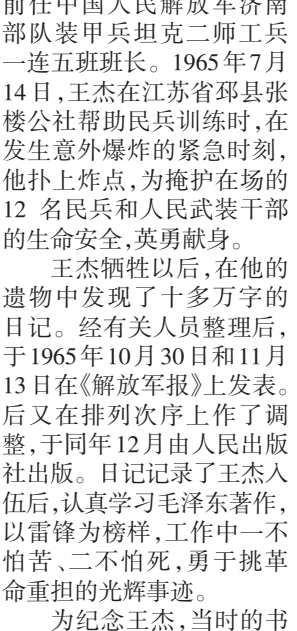 前任中国人民解放军济南
部队装甲兵坦克二师工兵
一连五班班长。1965年7月
14日,王杰在江苏省邳县张
楼公社帮助民兵训练时,在
发生意外爆炸的紧急时刻,
他扑上炸点,为掩护在场的
12 名民兵和人民武装干部
的生命安全,英勇献身。
王杰牺牲以后,在他的
遗物中发现了十多万字的
日记。经有关人员整理后,
于1965年10月30日和11月
13日在《解放军报》上发表。
后又在排列次序上作了调
整,于同年12月由人民出版
社出版。日记记录了王杰入
伍后,认真学习毛泽东著作,
以雷锋为榜样,工作中一不
怕苦、二不怕死,勇于挑革
命重担的光辉事迹。
为纪念王杰,当时的书